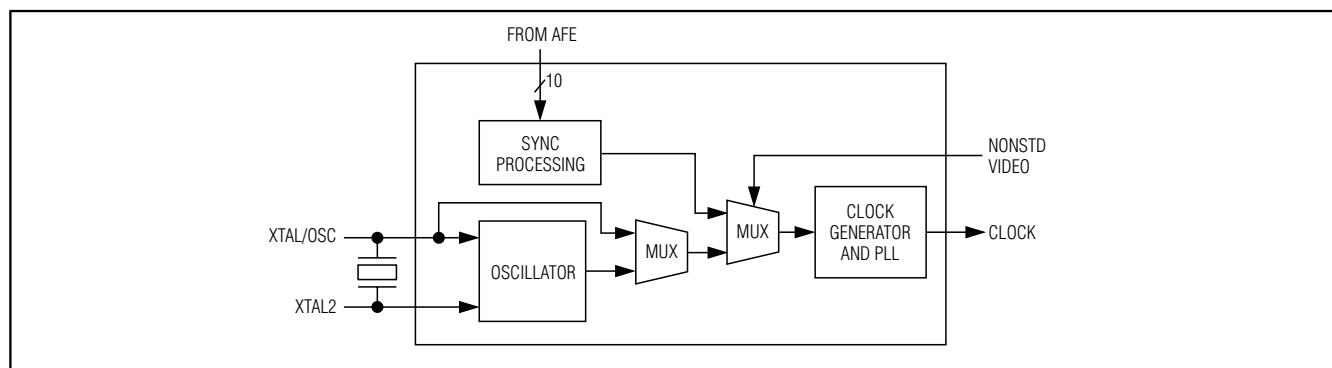 FROM AFE
10
SYNC
PROCESSING
NONSTD
VIDEO
XTAL/OSC
OSCILLATOR
MUX
MUX
CLOCK
GENERATOR
AND PLL
CLOCK
XTAL2